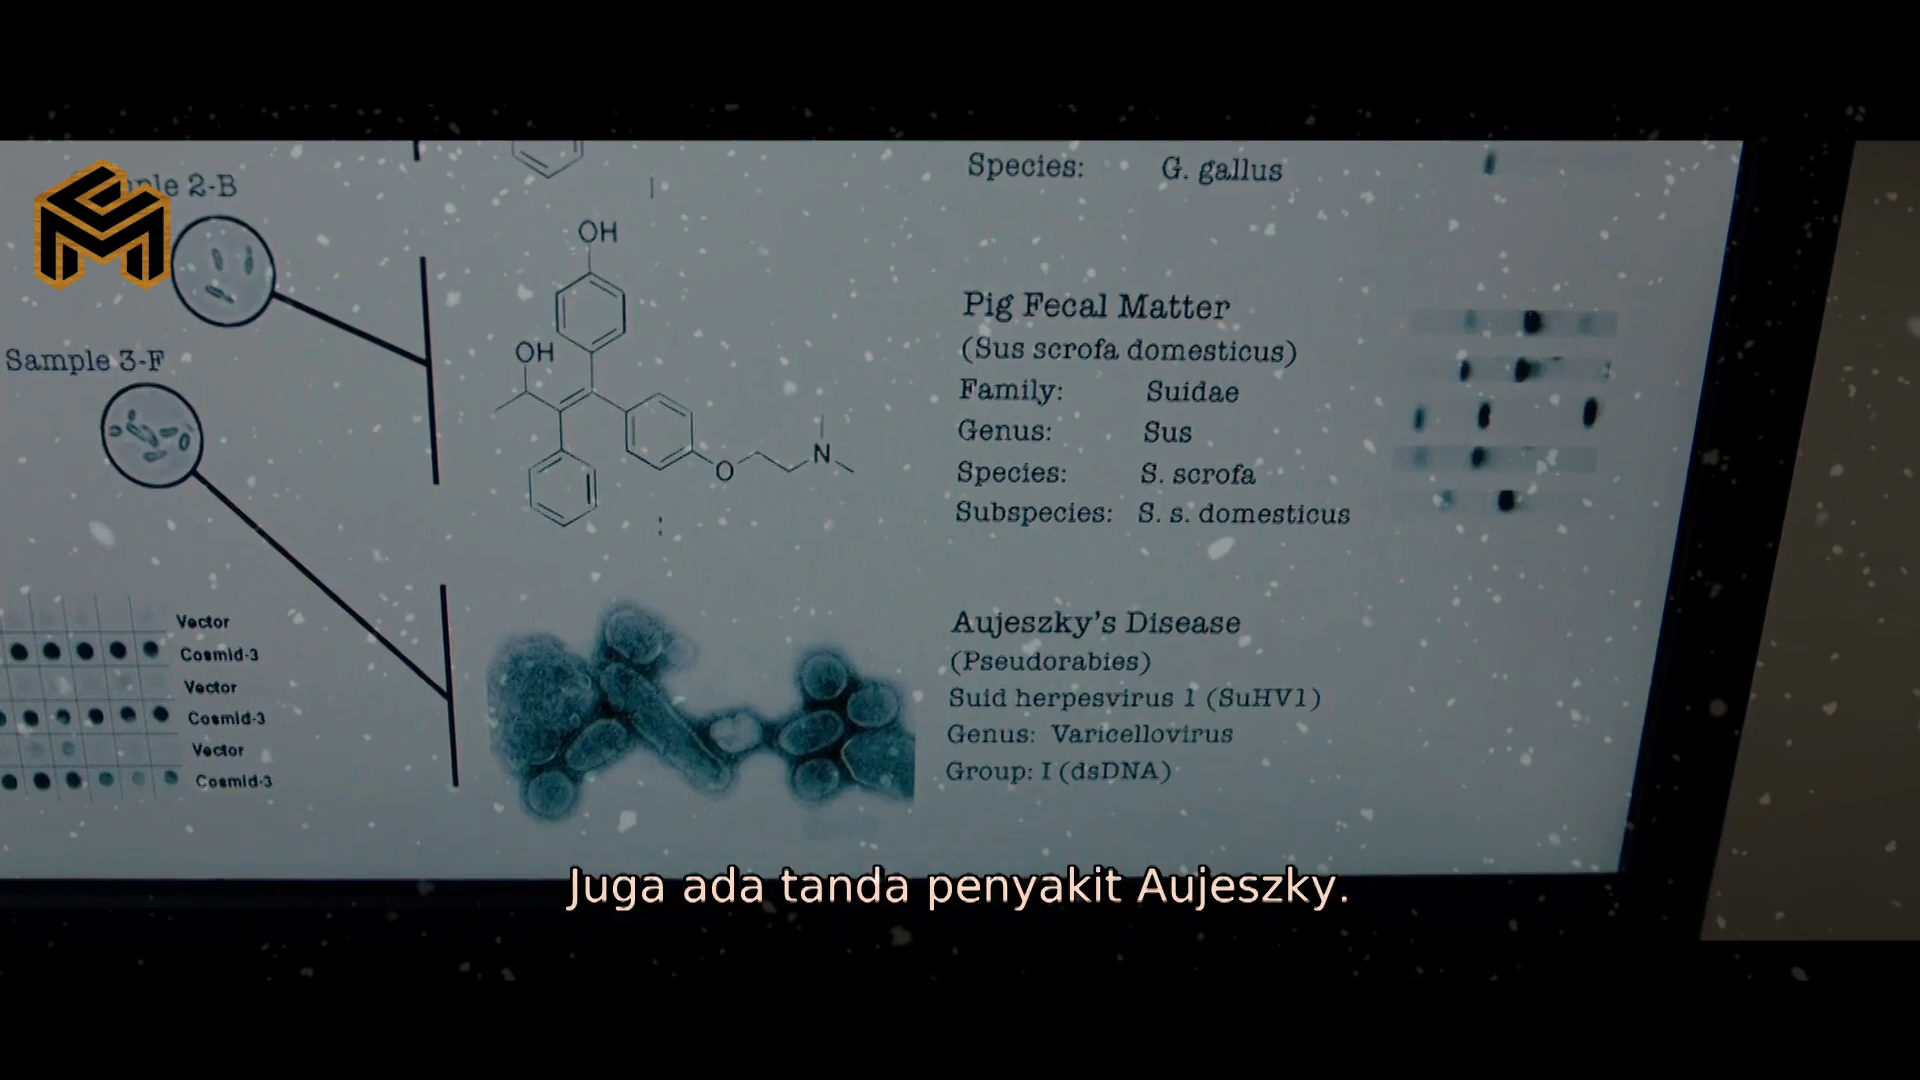 Species: G. gallus
ple 2-B
OH
OH
O
N
Pig Fecal Matter
(Sus scrofa domesticus)
Family: Suidae
Genus: Sus
Species: S. scrofa
Subspecies: S. s. domesticus
Sample 3-F
Vector
Cosmid-3
Vector
Cosmid-3
Vector
Cosmid-3
Aujeszky's Disease
(Pseudorabies)
Suid herpesvirus 1 (SuHV1)
Genus: Varicellovirus
Group: I (dsDNA)
Juga ada tanda penyakit Aujeszky.